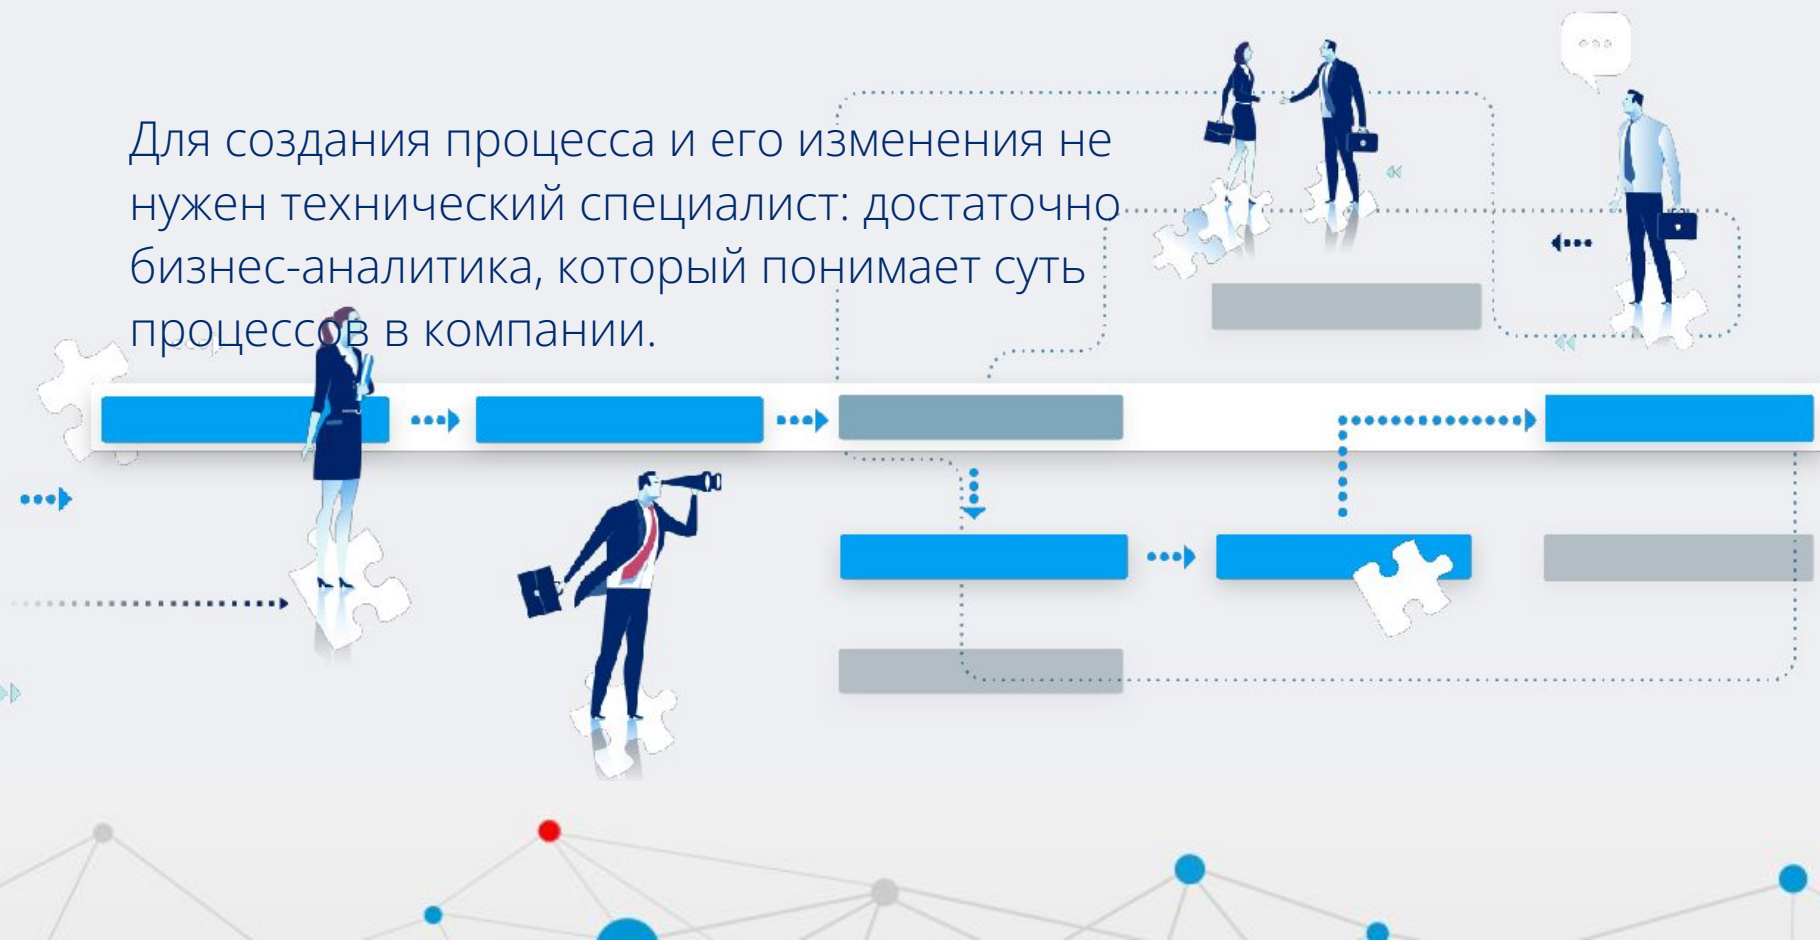 Для создания процесса и его изменения не
нужен технический специалист: достаточно
бизнес-аналитика, который понимает суть
процессов в компании.